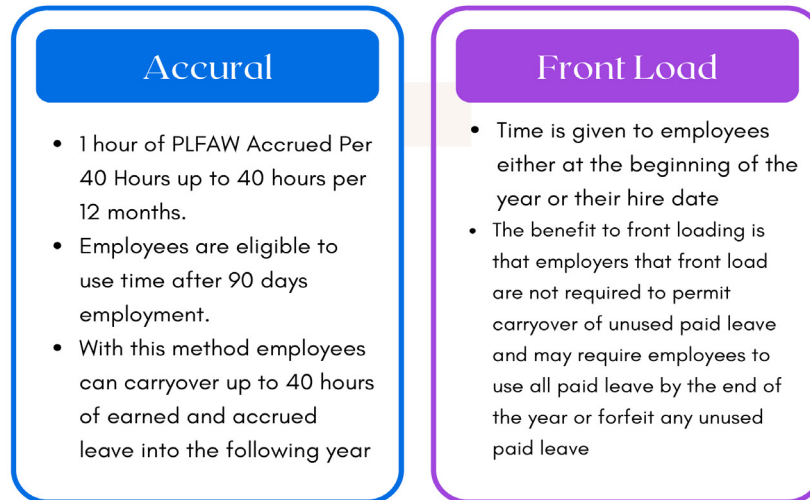 Accural
• 1 hour of PLFAW Accrued Per
40 Hours up to 40 hours per
12 months.
• Employees are eligible to
use time after 90 days
employment.
• With this method employees
can carryover up to 40 hours
of earned and accrued
leave into the following year
Front Load
• Time is given to employees
either at the beginning of the
year or their hire date
• The benefit to front loading is
that employers that front load
are not required to permit
carryover of unused paid leave
and may require employees to
use all paid leave by the end of
the year or forfeit any unused
paid leave